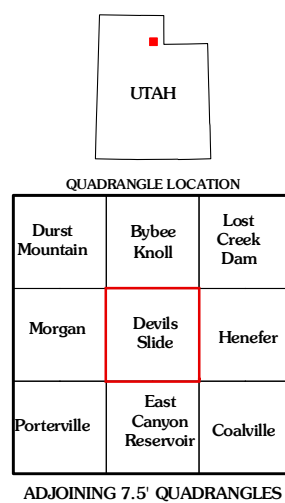 UTAH
QUADRANGLE LOCATION
Durst
Mountain
Bybee
Knoll
Lost
Creek
Dam
Morgan
Devils
Slide
Henefer
Porterville
East
Canyon
Reservoir
Coalville
ADJOINING 7.5' QUADRANGLES